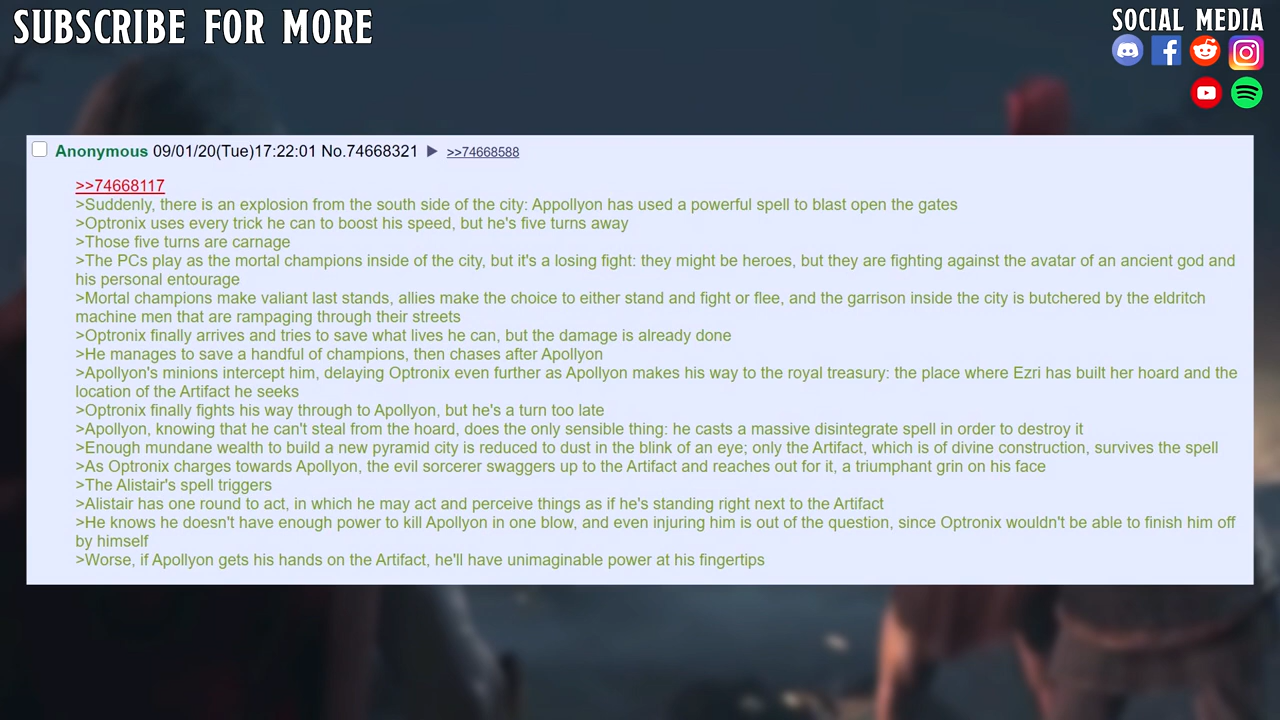 SUBSCRIBE FOR MORE
SOCIAL MEDIA
Anonymous 09/01/20(Tue)17:22:01 No.74668321 ▶ >>74668588
>>74668117
>Suddenly, there is an explosion from the south side of the city: Appollyon has used a powerful spell to blast open the gates
>Optronix uses every trick he can to boost his speed, but he's five turns away
>Those five turns are carnage
>The PCs play as the mortal champions inside of the city, but it's a losing fight: they might be heroes, but they are fighting against the avatar of an ancient god and
his personal entourage
>Mortal champions make valiant last stands, allies make the choice to either stand and fight or flee, and the garrison inside the city is butchered by the eldritch
machine men that are rampaging through their streets
>Optronix finally arrives and tries to save what lives he can, but the damage is already done
>He manages to save a handful of champions, then chases after Apollyon
>Apollyon's minions intercept him, delaying Optronix even further as Apollyon makes his way to the royal treasury: the place where Ezri has built her hoard and the
location of the Artifact he seeks
>Optronix finally fights his way through to Apollyon, but he's a turn too late
>Apollyon, knowing that he can't steal from the hoard, does the only sensible thing: he casts a massive disintegrate spell in order to destroy it
>Enough mundane wealth to build a new pyramid city is reduced to dust in the blink of an eye; only the Artifact, which is of divine construction, survives the spell
>As Optronix charges towards Apollyon, the evil sorcerer swaggers up to the Artifact and reaches out for it, a triumphant grin on his face
>The Alistair's spell triggers
>Alistair has one round to act, in which he may act and perceive things as if he's standing right next to the Artifact
>He knows he doesn't have enough power to kill Apollyon in one blow, and even injuring him is out of the question, since Optronix wouldn't be able to finish him off
by himself
>Worse, if Apollyon gets his hands on the Artifact, he'll have unimaginable power at his fingertips